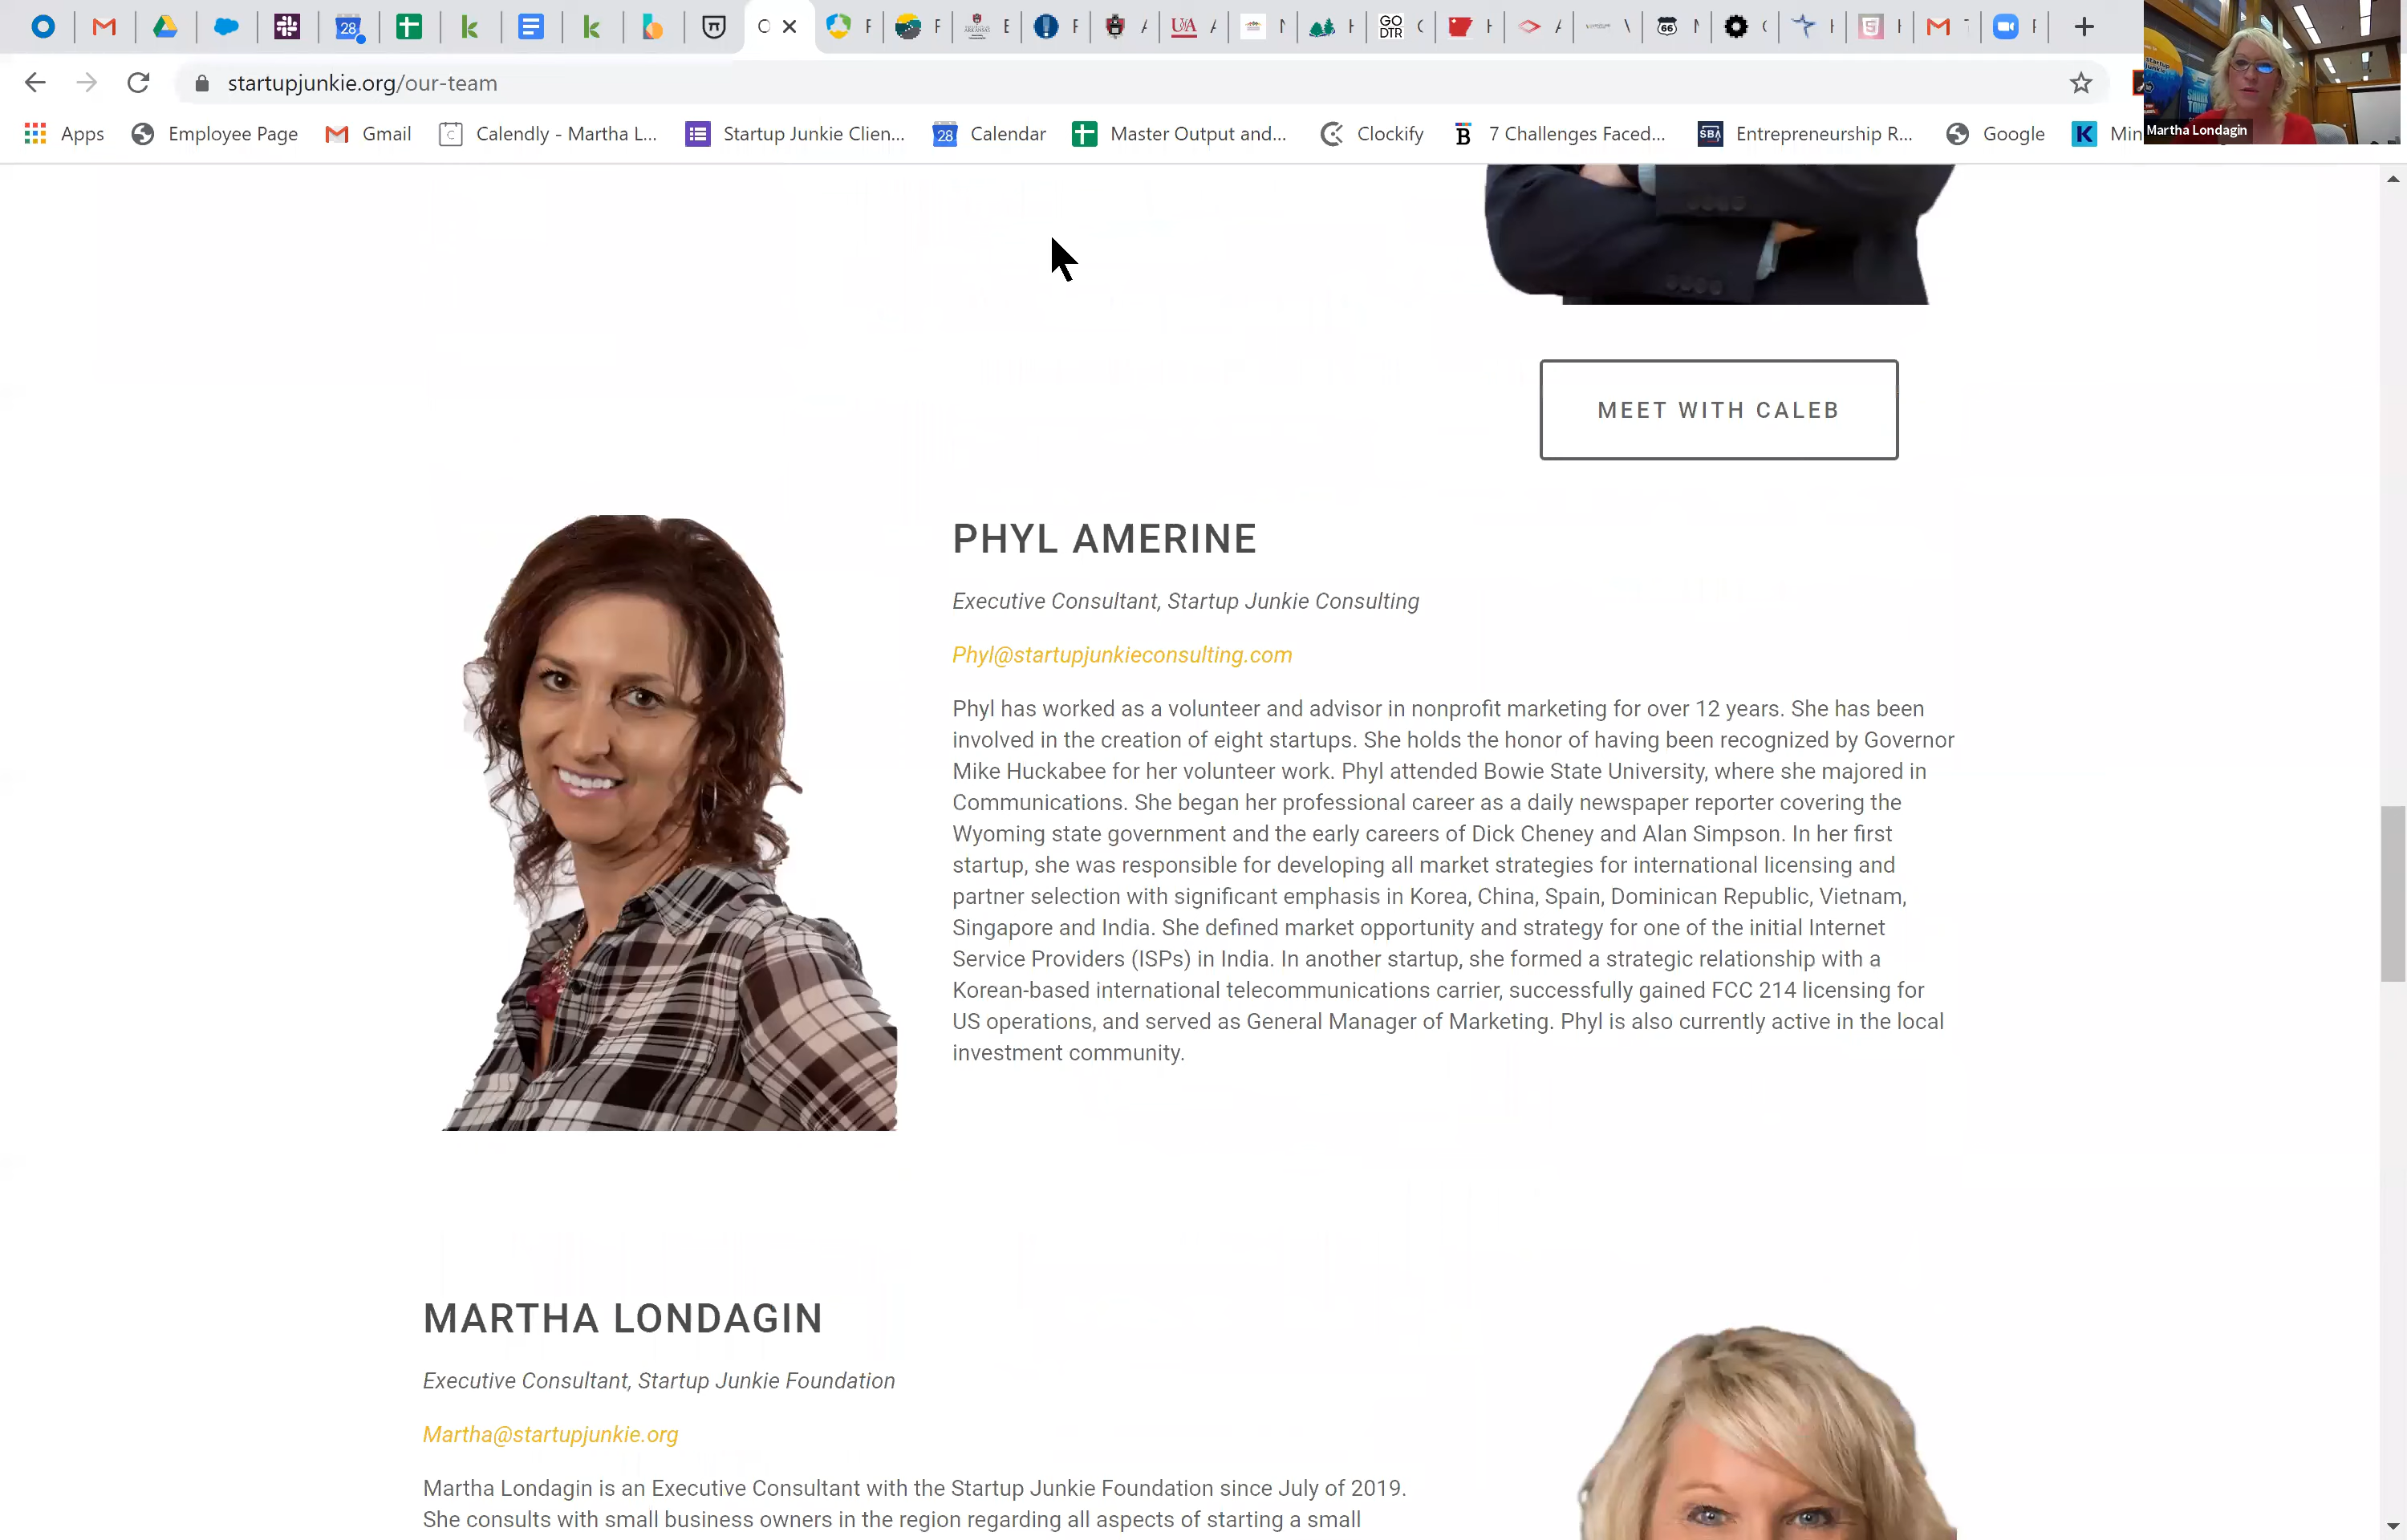 28
GO
DTR
66
startupjunkie.org/our-team
Apps
Employee Page
Gmail
Calendly - Martha L...
Startup Junkie Clien...
28
Calendar
Master Output and...
Clockify
7 Challenges Faced...
SBA
Entrepreneurship R...
Google
K
Min
Martha Londagin
MEET WITH CALEB
PHYL AMERINE
Executive Consultant, Startup Junkie Consulting
Phyl@startupjunkieconsulting.com
Phyl has worked as a volunteer and advisor in nonprofit marketing for over 12 years. She has been
involved in the creation of eight startups. She holds the honor of having been recognized by Governor
Mike Huckabee for her volunteer work. Phyl attended Bowie State University, where she majored in
Communications. She began her professional career as a daily newspaper reporter covering the
Wyoming state government and the early careers of Dick Cheney and Alan Simpson. In her first
startup, she was responsible for developing all market strategies for international licensing and
partner selection with significant emphasis in Korea, China, Spain, Dominican Republic, Vietnam,
Singapore and India. She defined market opportunity and strategy for one of the initial Internet
Service Providers (ISPs) in India. In another startup, she formed a strategic relationship with a
Korean-based international telecommunications carrier, successfully gained FCC 214 licensing for
US operations, and served as General Manager of Marketing. Phyl is also currently active in the local
investment community.
MARTHA LONDAGIN
Executive Consultant, Startup Junkie Foundation
Martha@startupjunkie.org
Martha Londagin is an Executive Consultant with the Startup Junkie Foundation since July of 2019.
She consults with small business owners in the region regarding all aspects of starting a small